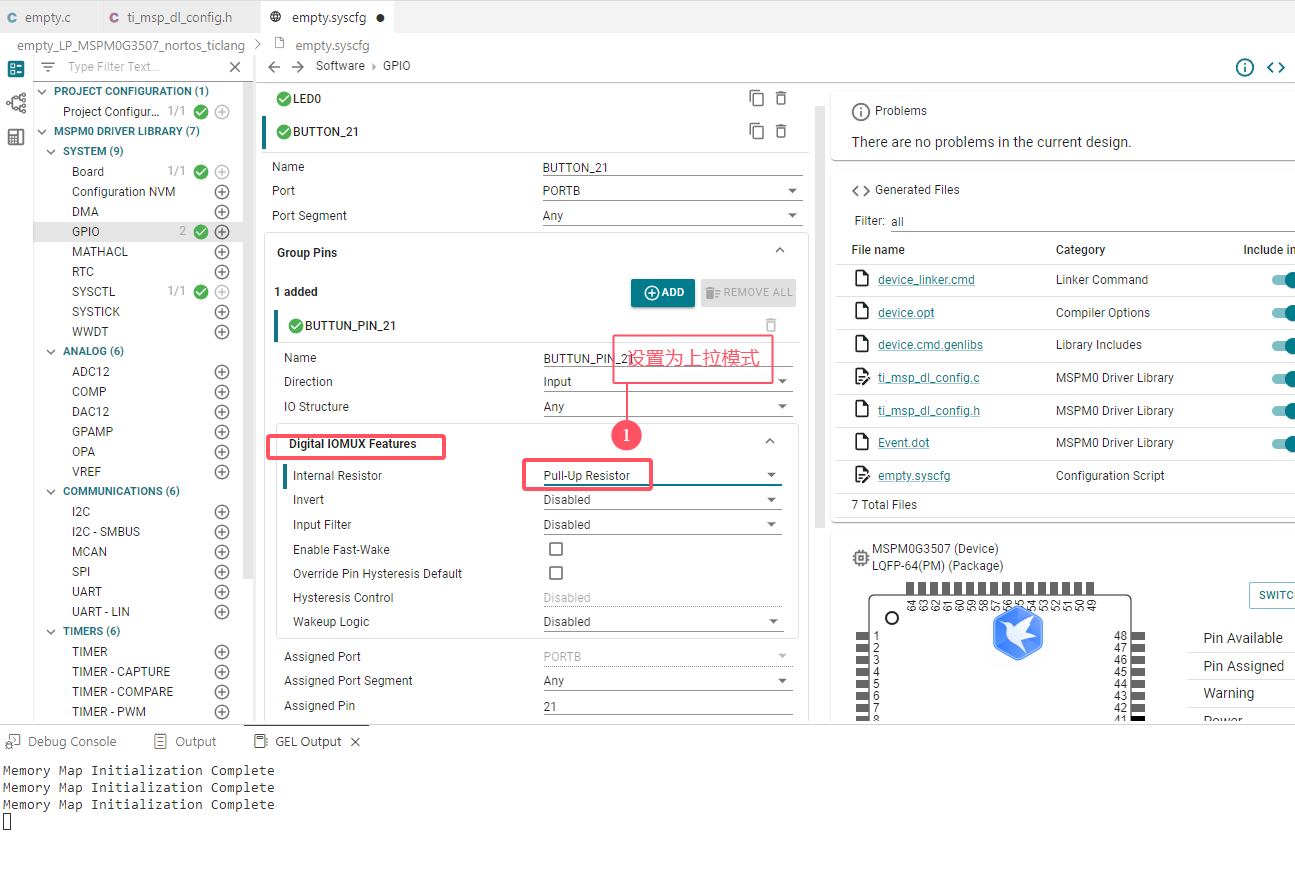 empty.c
ti_msp_dl_config.h
empty.syscfg
empty_LP_MSPM0G3507_nortos_ticlang > empty.syscfg
Type Filter Text...
Software > GPIO
PROJECT CONFIGURATION (1)
Project Configur... 1/1
MSPM0 DRIVER LIBRARY (7)
SYSTEM (9)
Board 1/1
Configuration NVM
DMA
GPIO 2
MATHACL
RTC
SYSCTL 1/1
SYSTICK
WWDT
ANALOG (6)
ADC12
COMP
DAC12
GPAMP
OPA
VREF
COMMUNICATIONS (6)
I2C
I2C - SMBUS
MCAN
SPI
UART
UART - LIN
TIMERS (6)
TIMER
TIMER - CAPTURE
TIMER - COMPARE
TIMER - PWM
LED0
BUTTON_21
Name BUTTON_21
Port PORTB
Port Segment Any
Group Pins
1 added
ADD
REMOVE ALL
BUTTUN_PIN_21
Name BUTTUN_PIN_21
设置为上拉模式
1
Direction Input
IO Structure Any
Digital IOMUX Features
Internal Resistor Pull-Up Resistor
Invert Disabled
Input Filter Disabled
Enable Fast-Wake
Override Pin Hysteresis Default
Hysteresis Control Disabled
Wakeup Logic Disabled
Assigned Port PORTB
Assigned Port Segment Any
Assigned Pin 21
Problems
There are no problems in the current design.
Generated Files
Filter: all
File name Category Include in
device_linker.cmd Linker Command
device.opt Compiler Options
device.cmd.genlibs Library Includes
ti_msp_dl_config.c MSPM0 Driver Library
ti_msp_dl_config.h MSPM0 Driver Library
Event.dot MSPM0 Driver Library
empty.syscfg Configuration Script
7 Total Files
MSPM0G3507 (Device)
LQFP-64(PM) (Package)
SWITC
64 63 62 61 60 59 58 57 56 55 54 53 52 51 50 49
1 48
2 47
3 46
4 45
5 44
6 43
7 42
8 41
Pin Available
Pin Assigned
Warning
Power
Debug Console
Output
GEL Output
Memory Map Initialization Complete
Memory Map Initialization Complete
Memory Map Initialization Complete